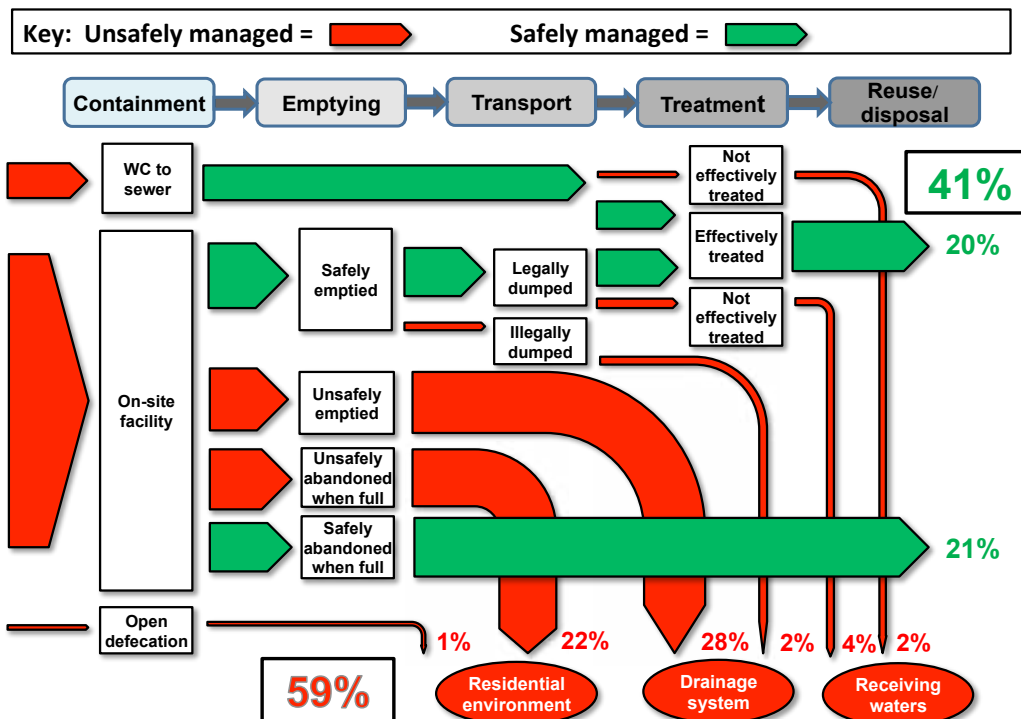 Key: Unsafely managed =
Safely managed =
Containment
Emptying
Transport
Treatment
Reuse/
disposal
WC to
sewer
Not
effectively
treated
41%
Effectively
treated
20%
Safely
emptied
Legally
dumped
Not
effectively
treated
Illegally
dumped
On-site
facility
Unsafely
emptied
Unsafely
abandoned
when full
Safely
abandoned
when full
21%
Open
defecation
1%
22%
28%
2%
4%
2%
59%
Residential
environment
Drainage
system
Receiving
waters